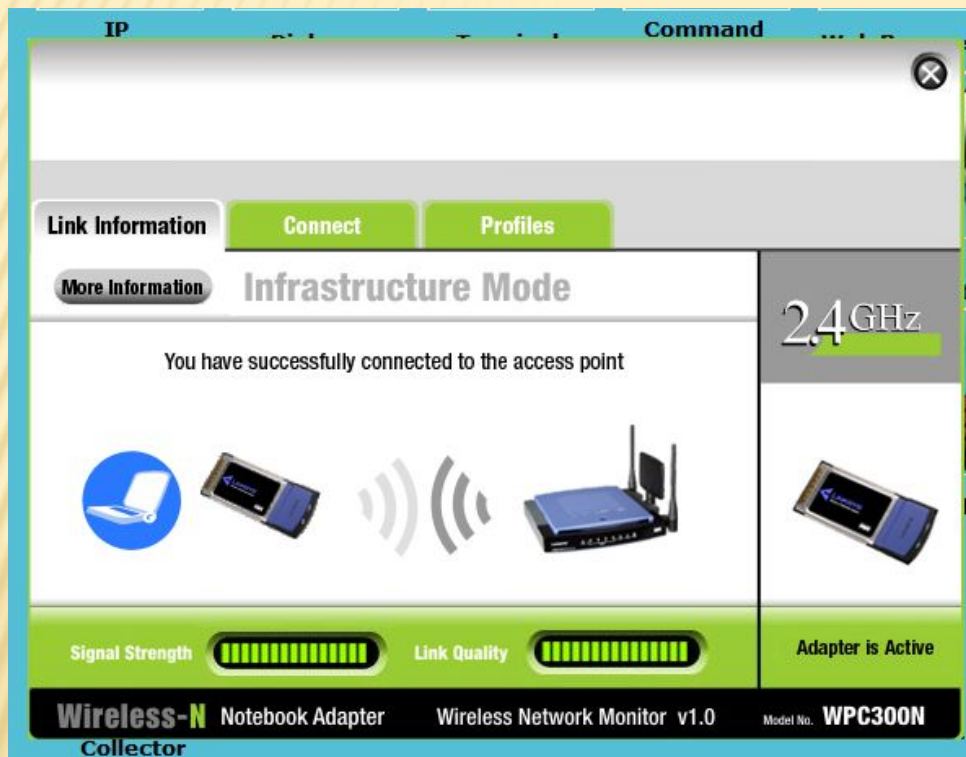 IP
Command
Link Information
Connect
Profiles
More Information
Infrastructure Mode
2.4 GHz
You have successfully connected to the access point
Signal Strength
Link Quality
Adapter is Active
Wireless-N Notebook Adapter Wireless Network Monitor v1.0 Model No. WPC300N
Collector